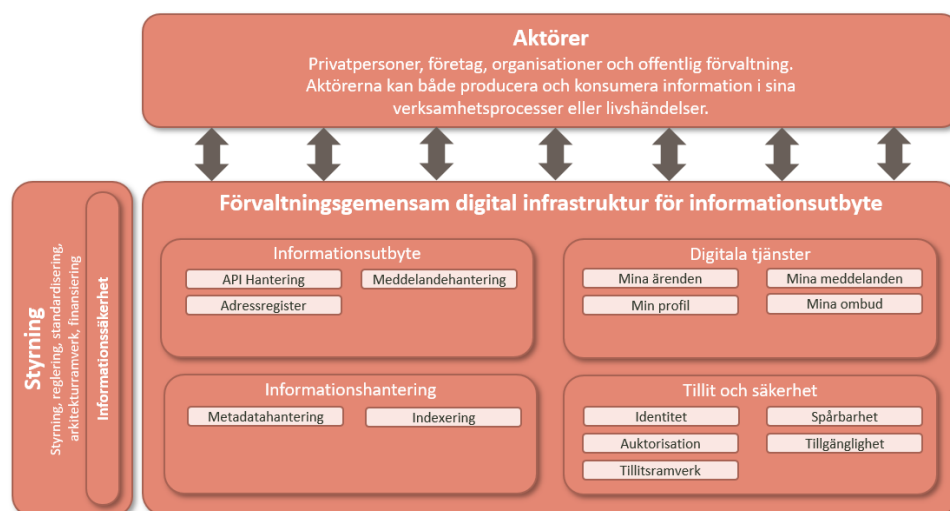 Aktörer
Privatpersoner, företag, organisationer och offentlig förvaltning.
Aktörerna kan både producera och konsumera information i sina
verksamhetsprocesser eller livshändelser.
Styrning
Styrning, reglering, standardisering,
arkitekturramverk, finansiering
Informationssäkerhet
Förvaltningsgemensam digital infrastruktur för informationsutbyte
Informationsutbyte
API Hantering
Meddelandehantering
Adressregister
Digitala tjänster
Mina ärenden
Mina meddelanden
Min profil
Mina ombud
Informationshantering
Metadatahantering
Indexering
Tillit och säkerhet
Identitet
Spårbarhet
Auktorisation
Tillgänglighet
Tillitsramverk